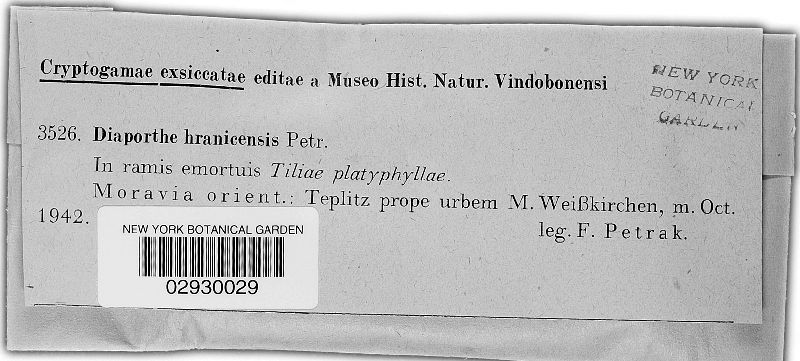 Cryptogamae exsiccatae editae a Museo Hist. Natur. Vindobonensi
NEW YORK
BOTANICAL
GARDEN
3526. Diaporthe hranicensis Petr.
In ramis emortuis Tiliae platyphyllae.
Moravia orient.: Teplitz prope urbem M. Weißkirchen, m. Oct.
1942.
leg. F. Petrak.
NEW YORK BOTANICAL GARDEN
02930029